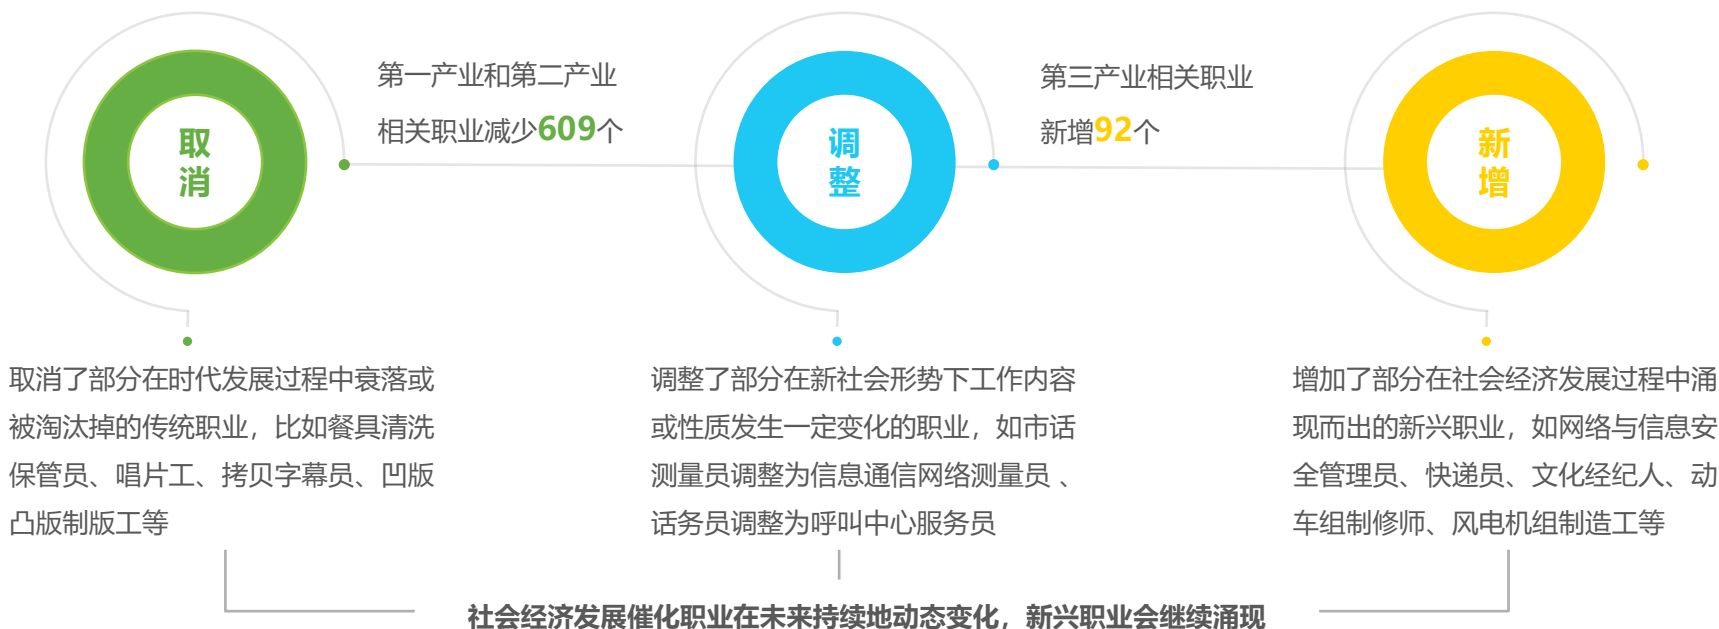 取
消
第一产业和第二产业
相关职业减少609个
调
整
第三产业相关职业
新增92个
新
增
取消了部分在时代发展过程中衰落或
被淘汰掉的传统职业，比如餐具清洗
保管员、唱片工、拷贝字幕员、凹版
凸版制版工等
调整了部分在新社会形势下工作内容
或性质发生一定变化的职业，如市话
测量员调整为信息通信网络测量员 、
话务员调整为呼叫中心服务员
增加了部分在社会经济发展过程中涌
现而出的新兴职业，如网络与信息安
全管理员、快递员、文化经纪人、动
车组制修师、风电机组制造工等
社会经济发展催化职业在未来持续地动态变化，新兴职业会继续涌现